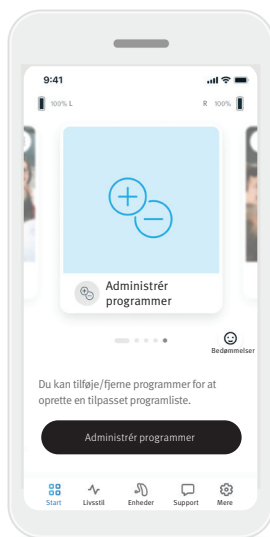 9:41
100% L
R 100%
Administrér
programmer
Bedømmelser
Du kan tilføje/fjerne programmer for at
oprette en tilpasset programliste.
Administrér programmer
Start Livsstil Enheder Support Mere